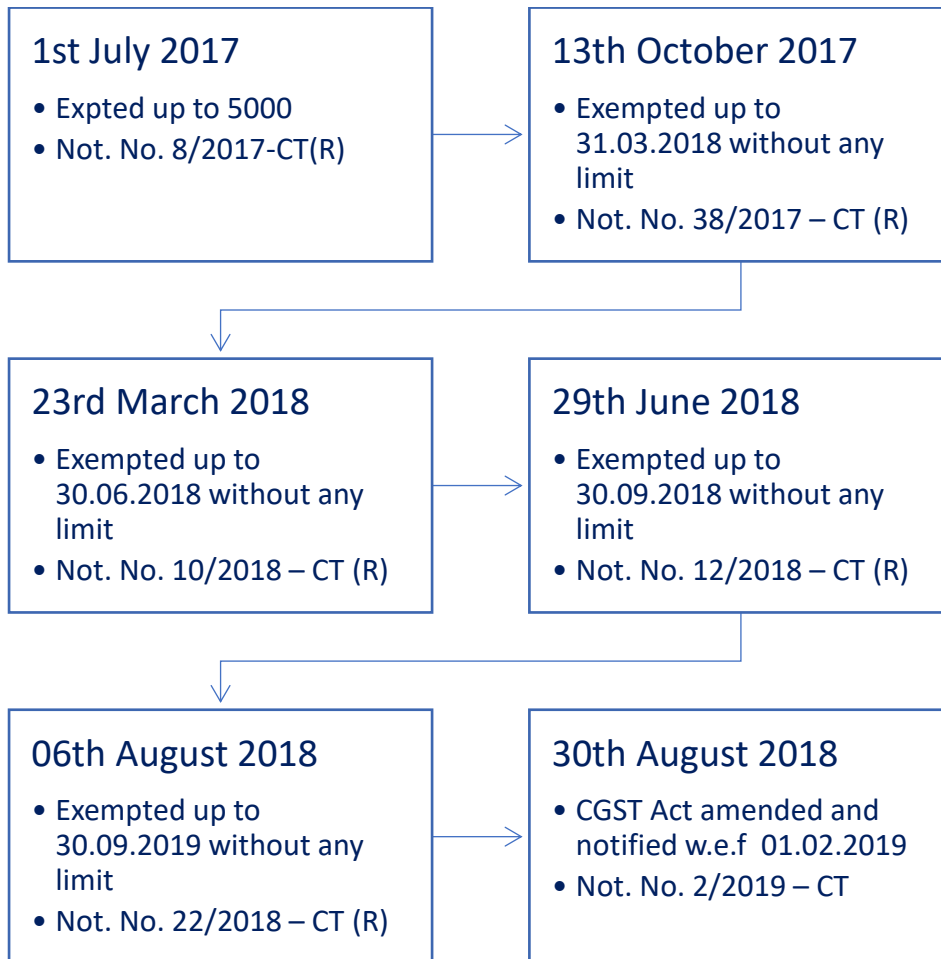 1st July 2017
• Expted up to 5000
• Not. No. 8/2017-CT(R)
13th October 2017
• Exempted up to
31.03.2018 without any
limit
• Not. No. 38/2017 – CT (R)
23rd March 2018
• Exempted up to
30.06.2018 without any
limit
• Not. No. 10/2018 – CT (R)
29th June 2018
• Exempted up to
30.09.2018 without any
limit
• Not. No. 12/2018 – CT (R)
06th August 2018
• Exempted up to
30.09.2019 without any
limit
• Not. No. 22/2018 – CT (R)
30th August 2018
• CGST Act amended and
notified w.e.f  01.02.2019
• Not. No. 2/2019 – CT